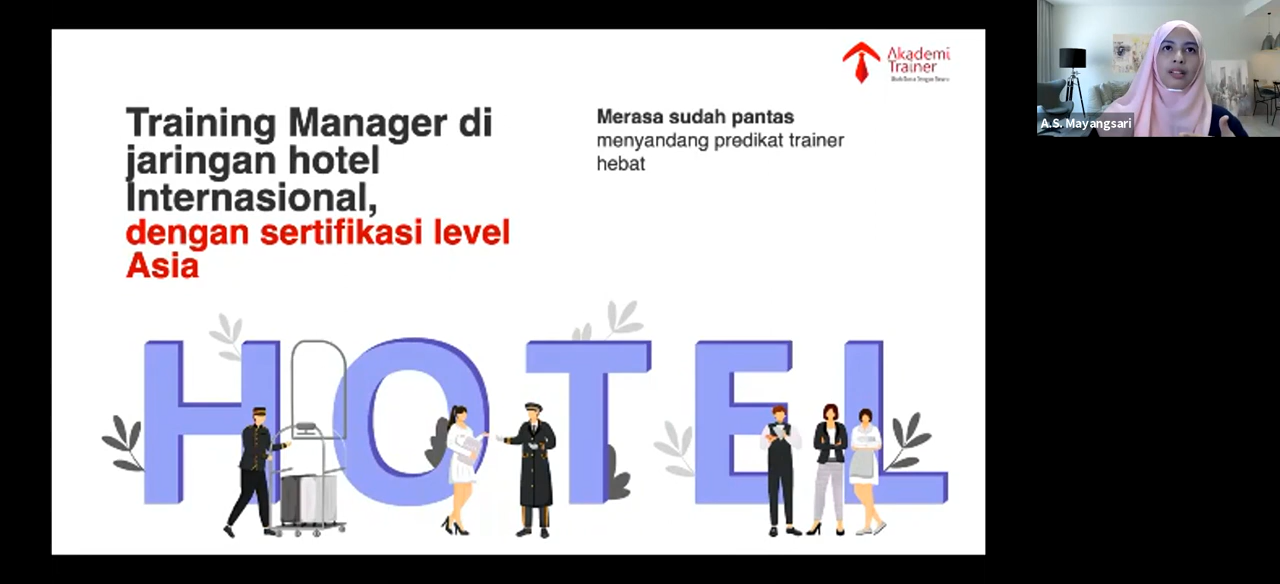 Akademi
Trainer
Training Manager di
jaringan hotel
Internasional,
dengan sertifikasi level
Asia
Merasa sudah pantas
menyandang predikat trainer
hebat
A.S. Mayangsari
HOTEL